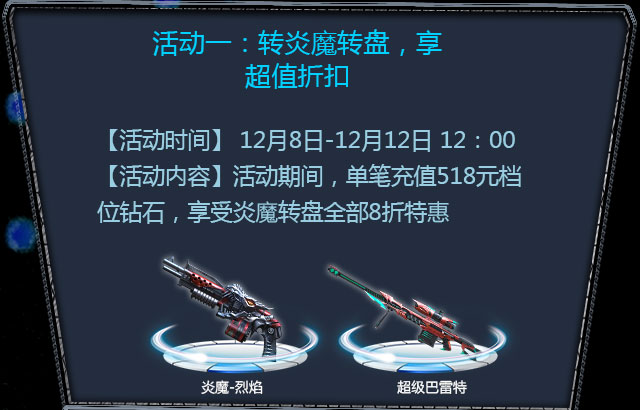 活动一：转炎魔转盘，享
超值折扣
【活动时间】 12月8日-12月12日 12：00
【活动内容】活动期间，单笔充值518元档
位钻石，享受炎魔转盘全部8折特惠
炎魔-烈焰
超级巴雷特